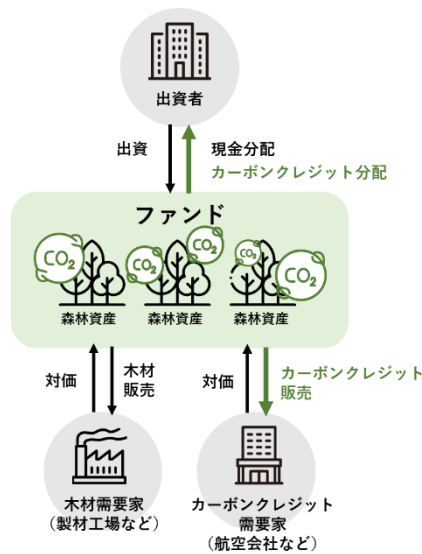 出資者
出資
現金分配
カーボンクレジット分配
ファンド
CO₂
CO₂
CO₂
CO₂
CO₂
森林資産
森林資産
森林資産
対価
木材
販売
対価
カーボンクレジット
販売
木材需要家
（製材工場など）
カーボンクレジット
需要家
（航空会社など）